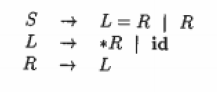 S → L = R | R
L → *R | id
R → L